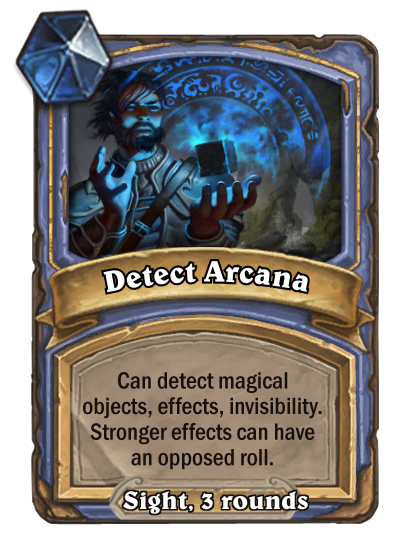 Detect Arcana
Can detect magical
objects, effects, invisibility.
Stronger effects can have
an opposed roll.
Sight, 3 rounds